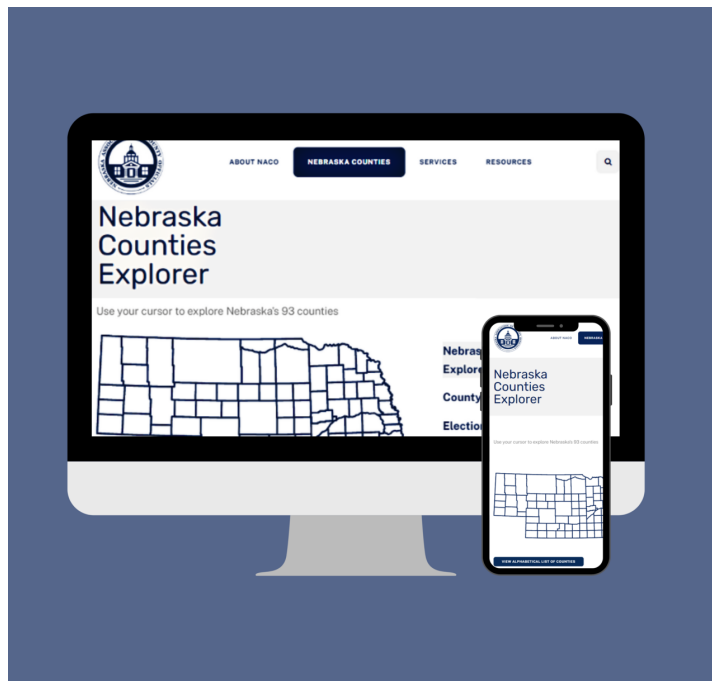 ABOUT NACO NEBRASKA COUNTIES SERVICES RESOURCES
Nebraska
Counties
Explorer
Use your cursor to explore Nebraska's 93 counties
Nebras
Explore
County
Electio
ABOUT NACO NEBRASKA
Nebraska
Counties
Explorer
Use your cursor to explore Nebraska's 93 counties
VIEW ALPHABETICAL LIST OF COUNTIES